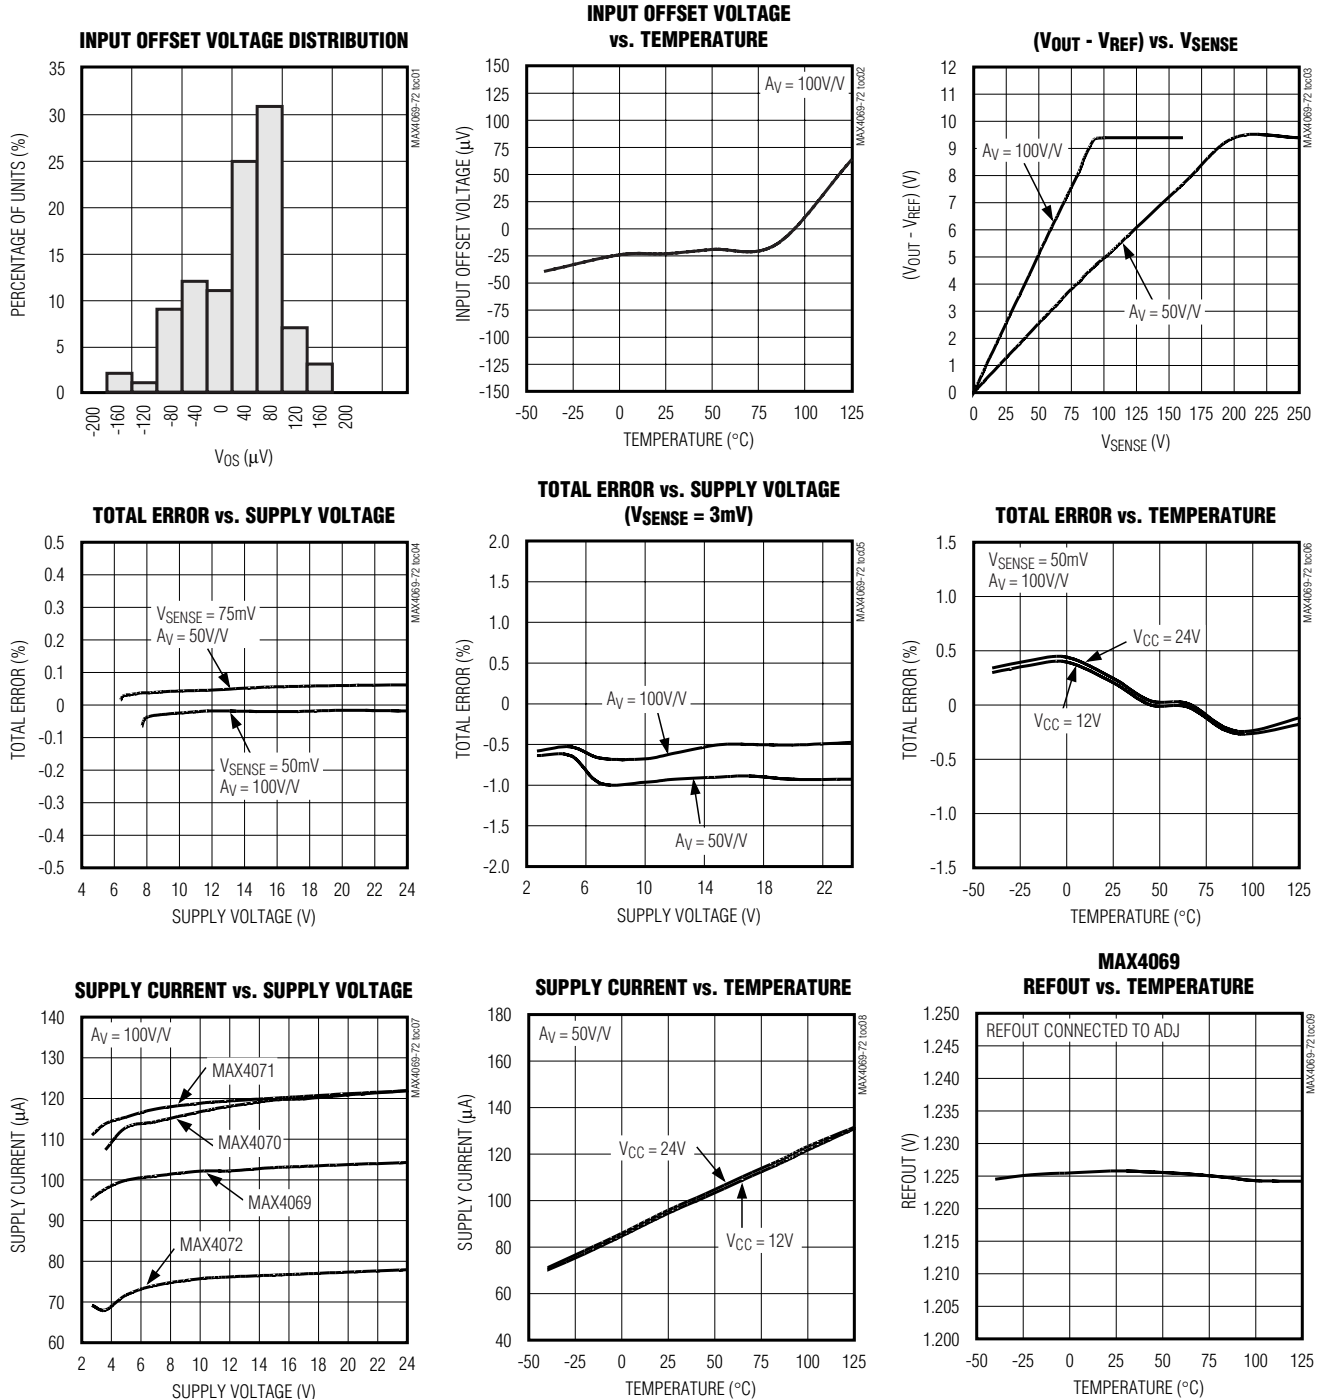 INPUT OFFSET VOLTAGE DISTRIBUTION
35
30
25
20
15
10
5
0
PERCENTAGE OF UNITS (%)
-200
-160
-120
-80
-40
0
40
80
120
160
200
VOS (μV)
MAX4069-72 toc01
INPUT OFFSET VOLTAGE
vs. TEMPERATURE
150
125
100
75
50
25
0
-25
-50
-75
-100
-125
-150
INPUT OFFSET VOLTAGE (μV)
AV = 100V/V
-50 -25 0 25 50 75 100 125
TEMPERATURE (°C)
MAX4069-72 toc02
(VOUT - VREF) vs. VSENSE
12
11
10
9
8
7
6
5
4
3
2
1
0
(VOUT - VREF) (V)
AV = 100V/V
AV = 50V/V
0 25 50 75 100 125 150 175 200 225 250
VSENSE (V)
MAX4069-72 toc03
TOTAL ERROR vs. SUPPLY VOLTAGE
0.5
0.4
0.3
0.2
0.1
0
-0.1
-0.2
-0.3
-0.4
-0.5
TOTAL ERROR (%)
VSENSE = 75mV
AV = 50V/V
VSENSE = 50mV
AV = 100V/V
4 6 8 10 12 14 16 18 20 22 24
SUPPLY VOLTAGE (V)
MAX4069-72 toc04
TOTAL ERROR vs. SUPPLY VOLTAGE
(VSENSE = 3mV)
2.0
1.5
1.0
0.5
0
-0.5
-1.0
-1.5
-2.0
TOTAL ERROR (%)
AV = 100V/V
AV = 50V/V
2 6 10 14 18 22
SUPPLY VOLTAGE (V)
MAX4069-72 toc05
TOTAL ERROR vs. TEMPERATURE
1.5
1.0
0.5
0
-0.5
-1.0
-1.5
TOTAL ERROR (%)
VSENSE = 50mV
AV = 100V/V
VCC = 24V
VCC = 12V
-50 -25 0 25 50 75 100 125
TEMPERATURE (°C)
MAX4069-72 toc06
SUPPLY CURRENT vs. SUPPLY VOLTAGE
140
130
120
110
100
90
80
70
60
SUPPLY CURRENT (μA)
AV = 100V/V
MAX4071
MAX4070
MAX4069
MAX4072
2 4 6 8 10 12 14 16 18 20 22 24
SUPPLY VOLTAGE (V)
MAX4069-72 toc07
SUPPLY CURRENT vs. TEMPERATURE
180
160
140
120
100
80
60
40
SUPPLY CURRENT (μA)
AV = 50V/V
VCC = 24V
VCC = 12V
-50 -25 0 25 50 75 100 125
TEMPERATURE (°C)
MAX4069-72 toc08
MAX4069
REFOUT vs. TEMPERATURE
1.250
1.245
1.240
1.235
1.230
1.225
1.220
1.215
1.210
1.205
1.200
REFOUT (V)
REFOUT CONNECTED TO ADJ
-50 -25 0 25 50 75 100 125
TEMPERATURE (°C)
MAX4069-72 toc09